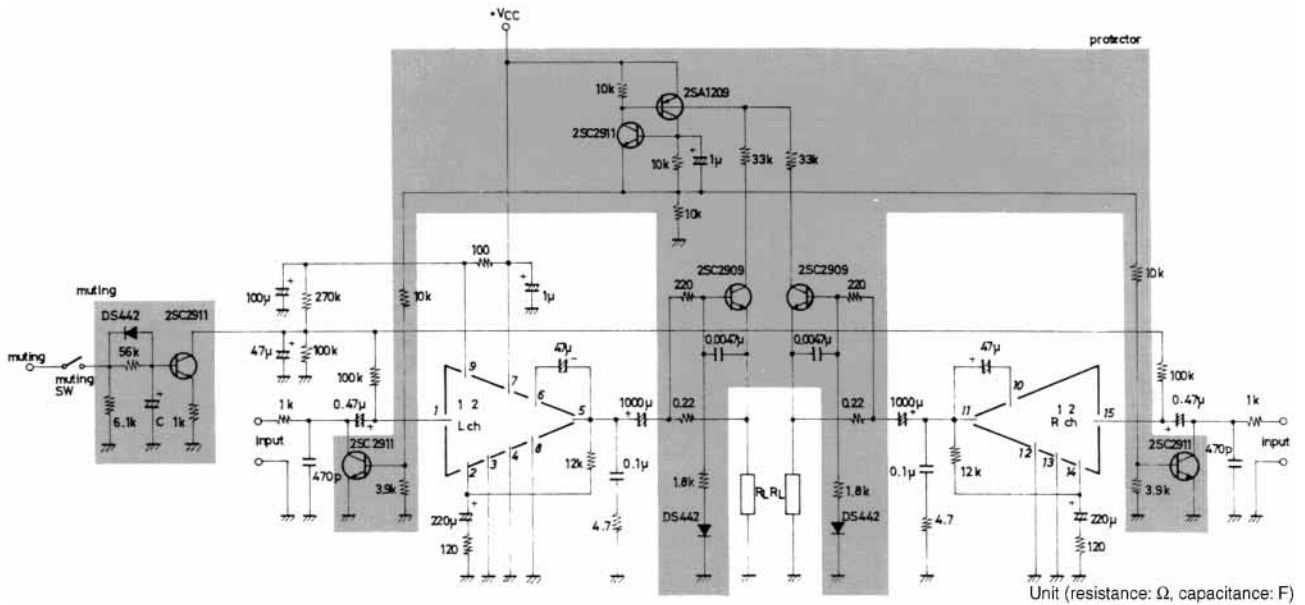 +VCC
protector
10k
2SA1209
2SC2911
10k
1µ
33k
33k
10k
100
2SC2909
2SC2909
10k
muting
100µ
270k
10k
1µ
220
220
DS442
2SC2911
47µ
0.0047µ
0.0047µ
47µ
47µ
muting
56k
100k
9
7
10
100k
muting
SW
100k
6
0.47µ
1k
0.47µ
1
1 2
L ch
5
1000µ
0.22
0.22
1000µ
11
1 2
R ch
15
1k
6.1k
C
1k
input
2SC2911
2SC2911
input
8
4
3
2
12k
0.1µ
0.1µ
12k
12
13
14
470p
470p
3.9k
1.8k
RL
RL
1.8k
3.9k
220µ
DS442
DS442
220µ
120
4.7
4.7
120
Unit (resistance: Ω, capacitance: F)